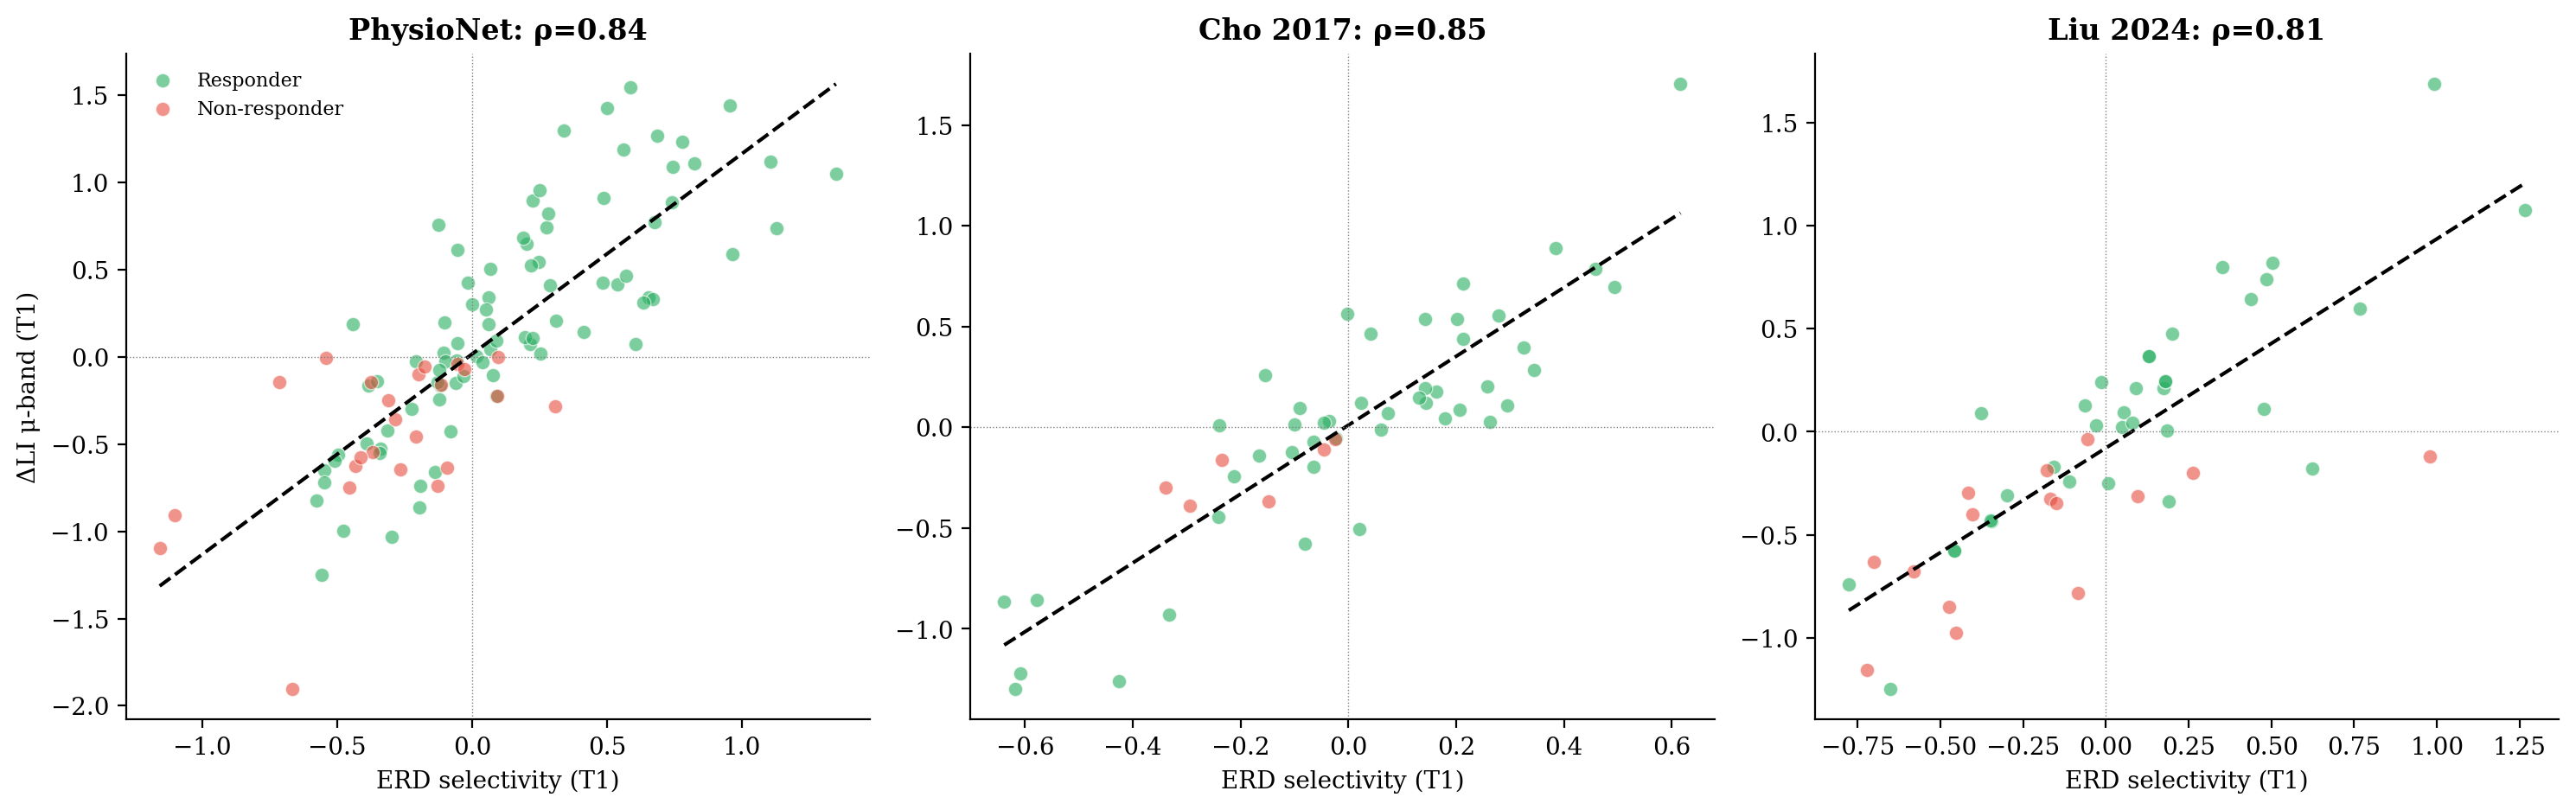 PhysioNet: ρ=0.84
Responder
Non-responder
1.5
1.0
0.5
0.0
−0.5
−1.0
−1.5
−2.0
ΔLI μ-band (T1)
−1.0 −0.5 0.0 0.5 1.0
ERD selectivity (T1)
Cho 2017: ρ=0.85
1.5
1.0
0.5
0.0
−0.5
−1.0
−0.6 −0.4 −0.2 0.0 0.2 0.4 0.6
ERD selectivity (T1)
Liu 2024: ρ=0.81
1.5
1.0
0.5
0.0
−0.5
−1.0
−0.75 −0.50 −0.25 0.00 0.25 0.50 0.75 1.00 1.25
ERD selectivity (T1)